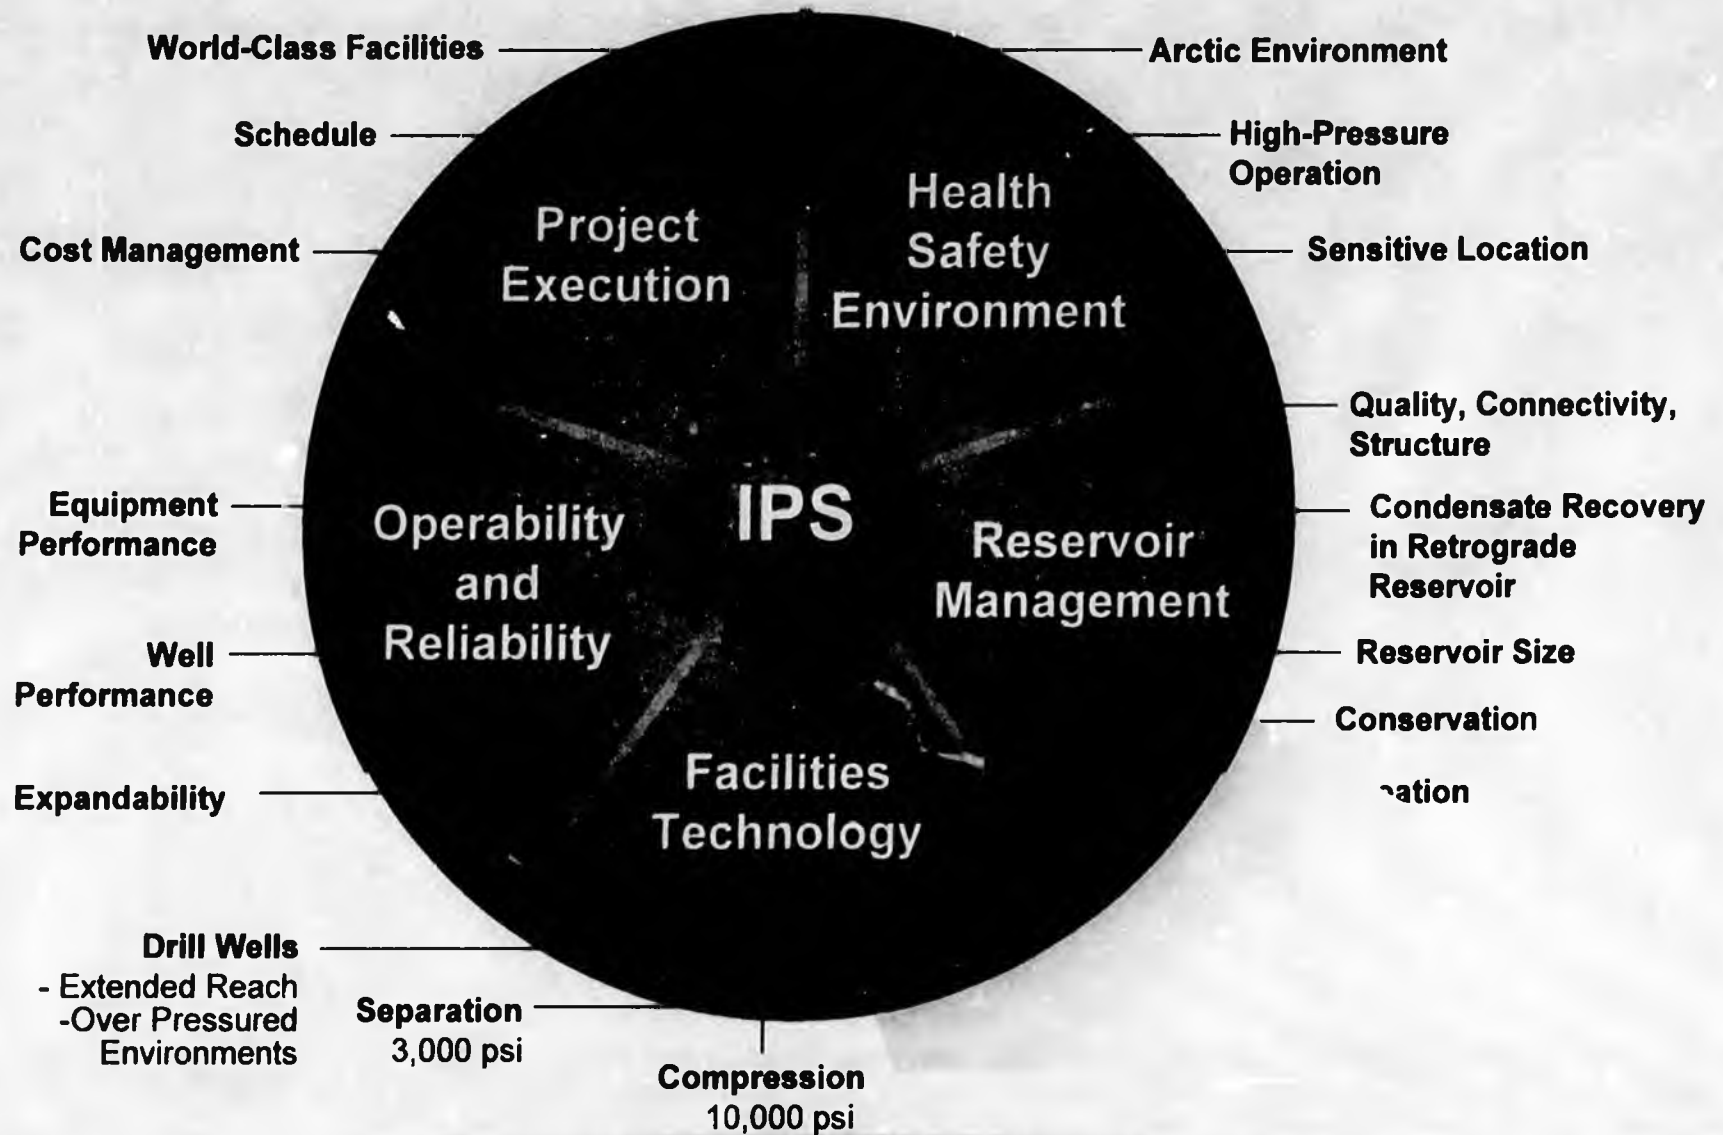 World-Class Facilities
Schedule
Cost Management
Equipment
Performance
Well
Performance
Expandability
Drill Wells
- Extended Reach
-Over Pressured
Environments
Separation
3,000 psi
Compression
10,000 psi
Project
Execution
Health
Safety
Environment
IPS
Operability
and
Reliability
Reservoir
Management
Facilities
Technology
Arctic Environment
High-Pressure
Operation
Sensitive Location
Quality, Connectivity,
Structure
Condensate Recovery
in Retrograde
Reservoir
Reservoir Size
Conservation